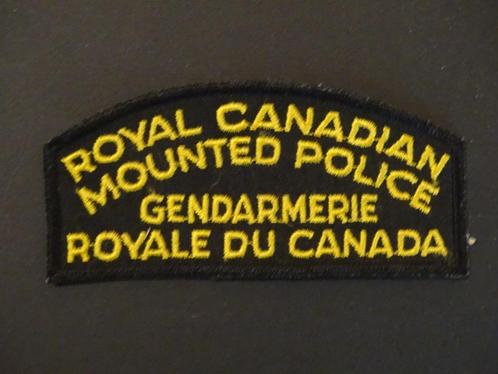 ROYAL CANADIAN
MOUNTED POLICE
GENDARMERIE
ROYALE DU CANADA